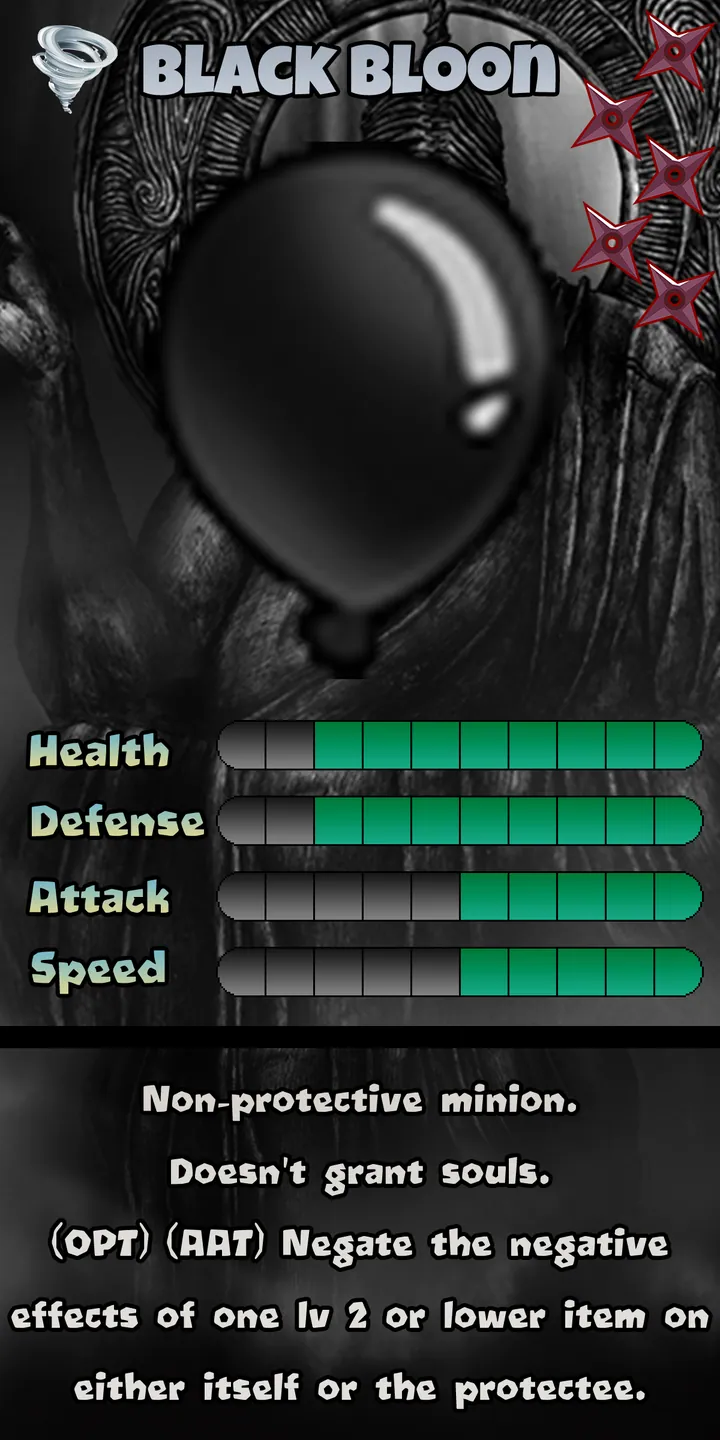 BLACK BLOON
Health
Defense
Attack
Speed
Non-protective minion.
Doesn't grant souls.
(OPT) (AAT) Negate the negative
effects of one lv 2 or lower item on
either itself or the protectee.